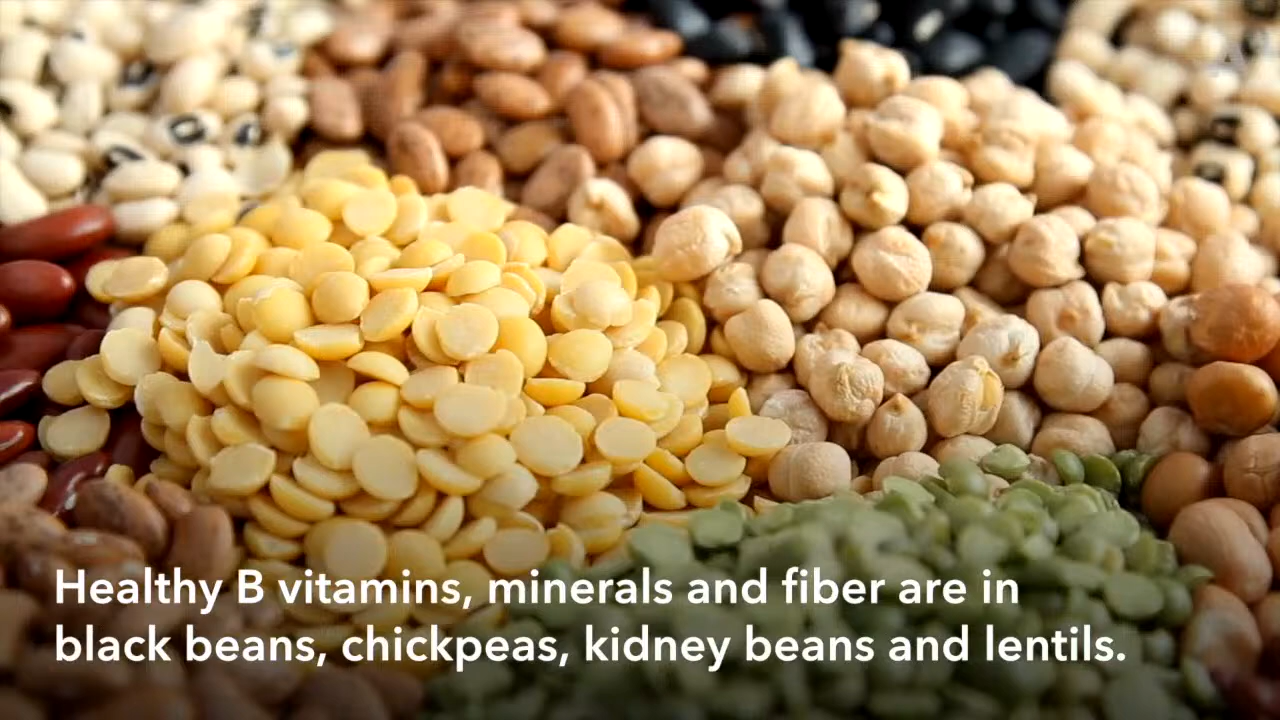 Healthy B vitamins, minerals and fiber are in
black beans, chickpeas, kidney beans and lentils.